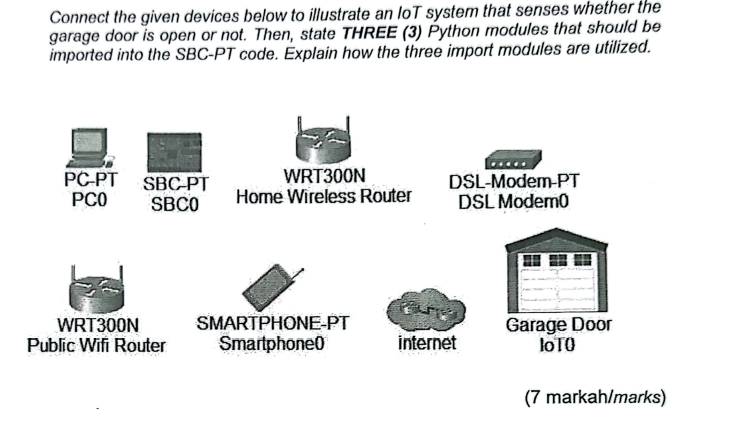 Connect the given devices below to illustrate an IoT system that senses whether the
garage door is open or not. Then, state THREE (3) Python modules that should be
imported into the SBC-PT code. Explain how the three import modules are utilized.
PC-PT
PC0
SBC-PT
SBC0
WRT300N
Home Wireless Router
DSL-Modem-PT
DSL Modem0
WRT300N
Public Wifi Router
SMARTPHONE-PT
Smartphone0
internet
Garage Door
IoT0
(7 markah/marks)